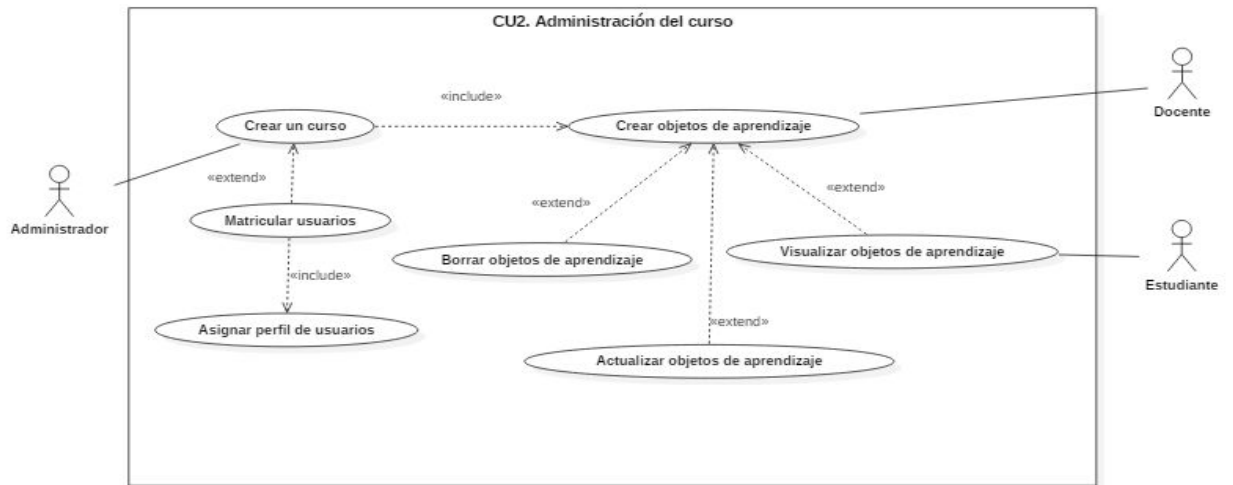 CU2. Administración del curso
«include»
Docente
Crear un curso
Crear objetos de aprendizaje
«extend»
«extend»
«extend»
Administrador
Matricular usuarios
Borrar objetos de aprendizaje
Visualizar objetos de aprendizaje
Estudiante
«include»
Asignar perfil de usuarios
«extend»
Actualizar objetos de aprendizaje